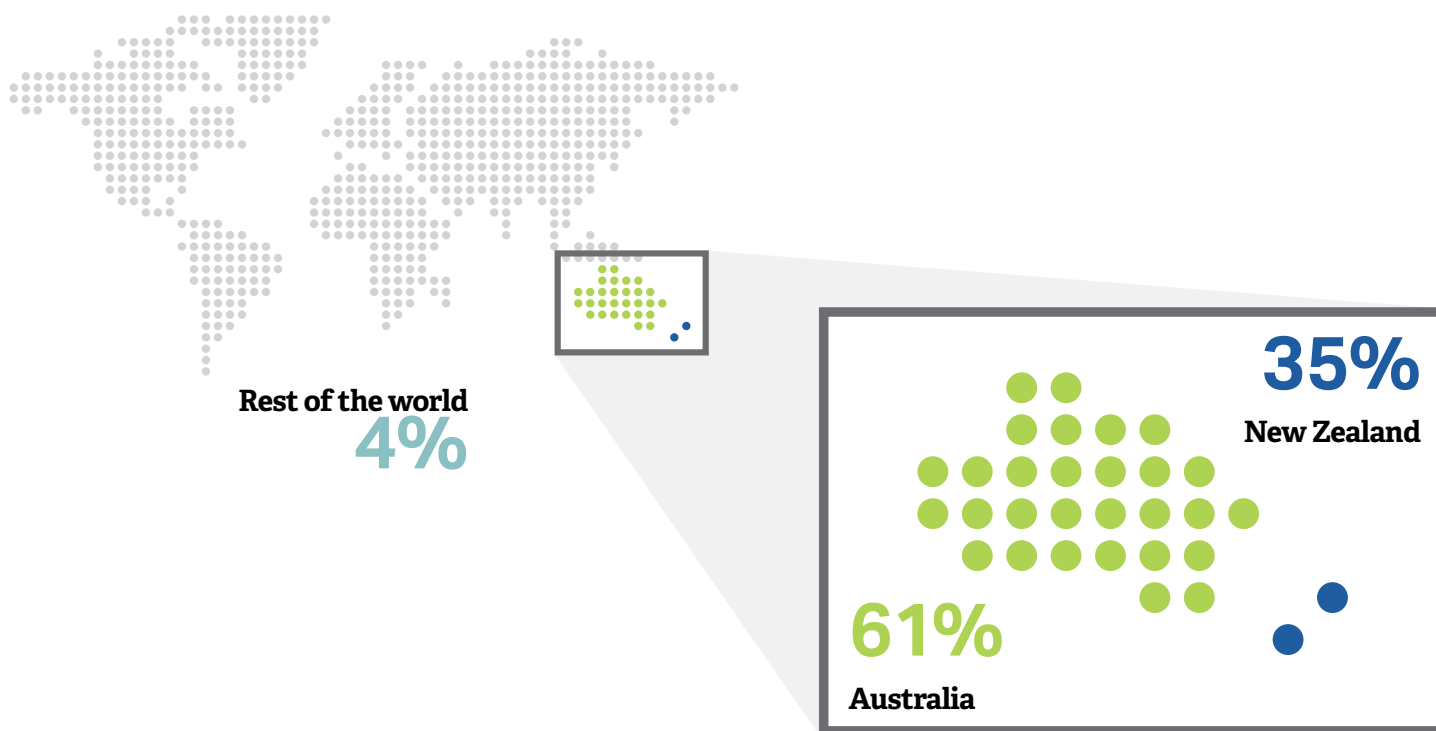 Rest of the world
4%
35%
New Zealand
61%
Australia